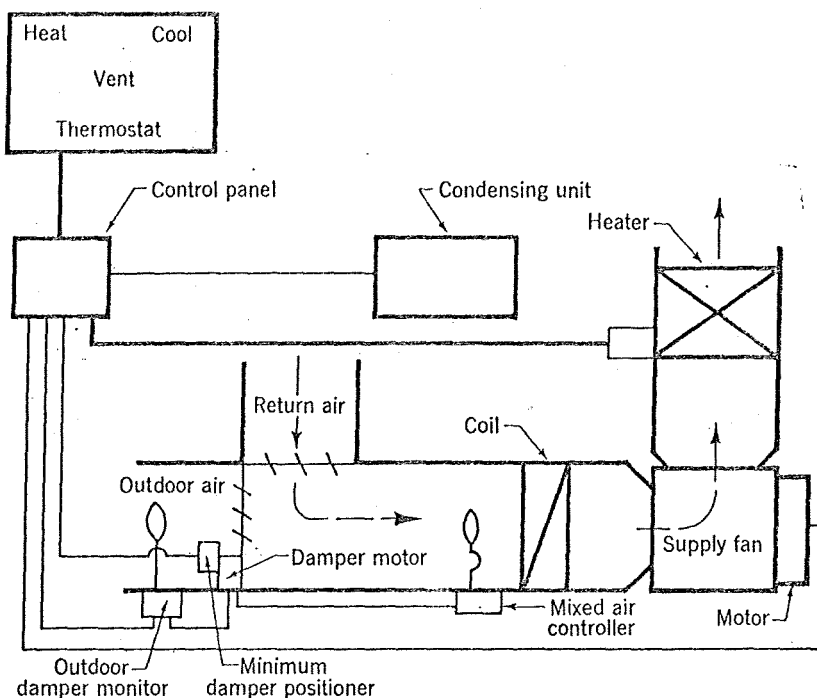 Heat Cool
Vent
Thermostat
Control panel
Condensing unit
Heater
Return air
Coil
Outdoor air
Damper motor
Supply fan
Mixed air
controller
Motor
Outdoor
damper monitor
Minimum
damper positioner